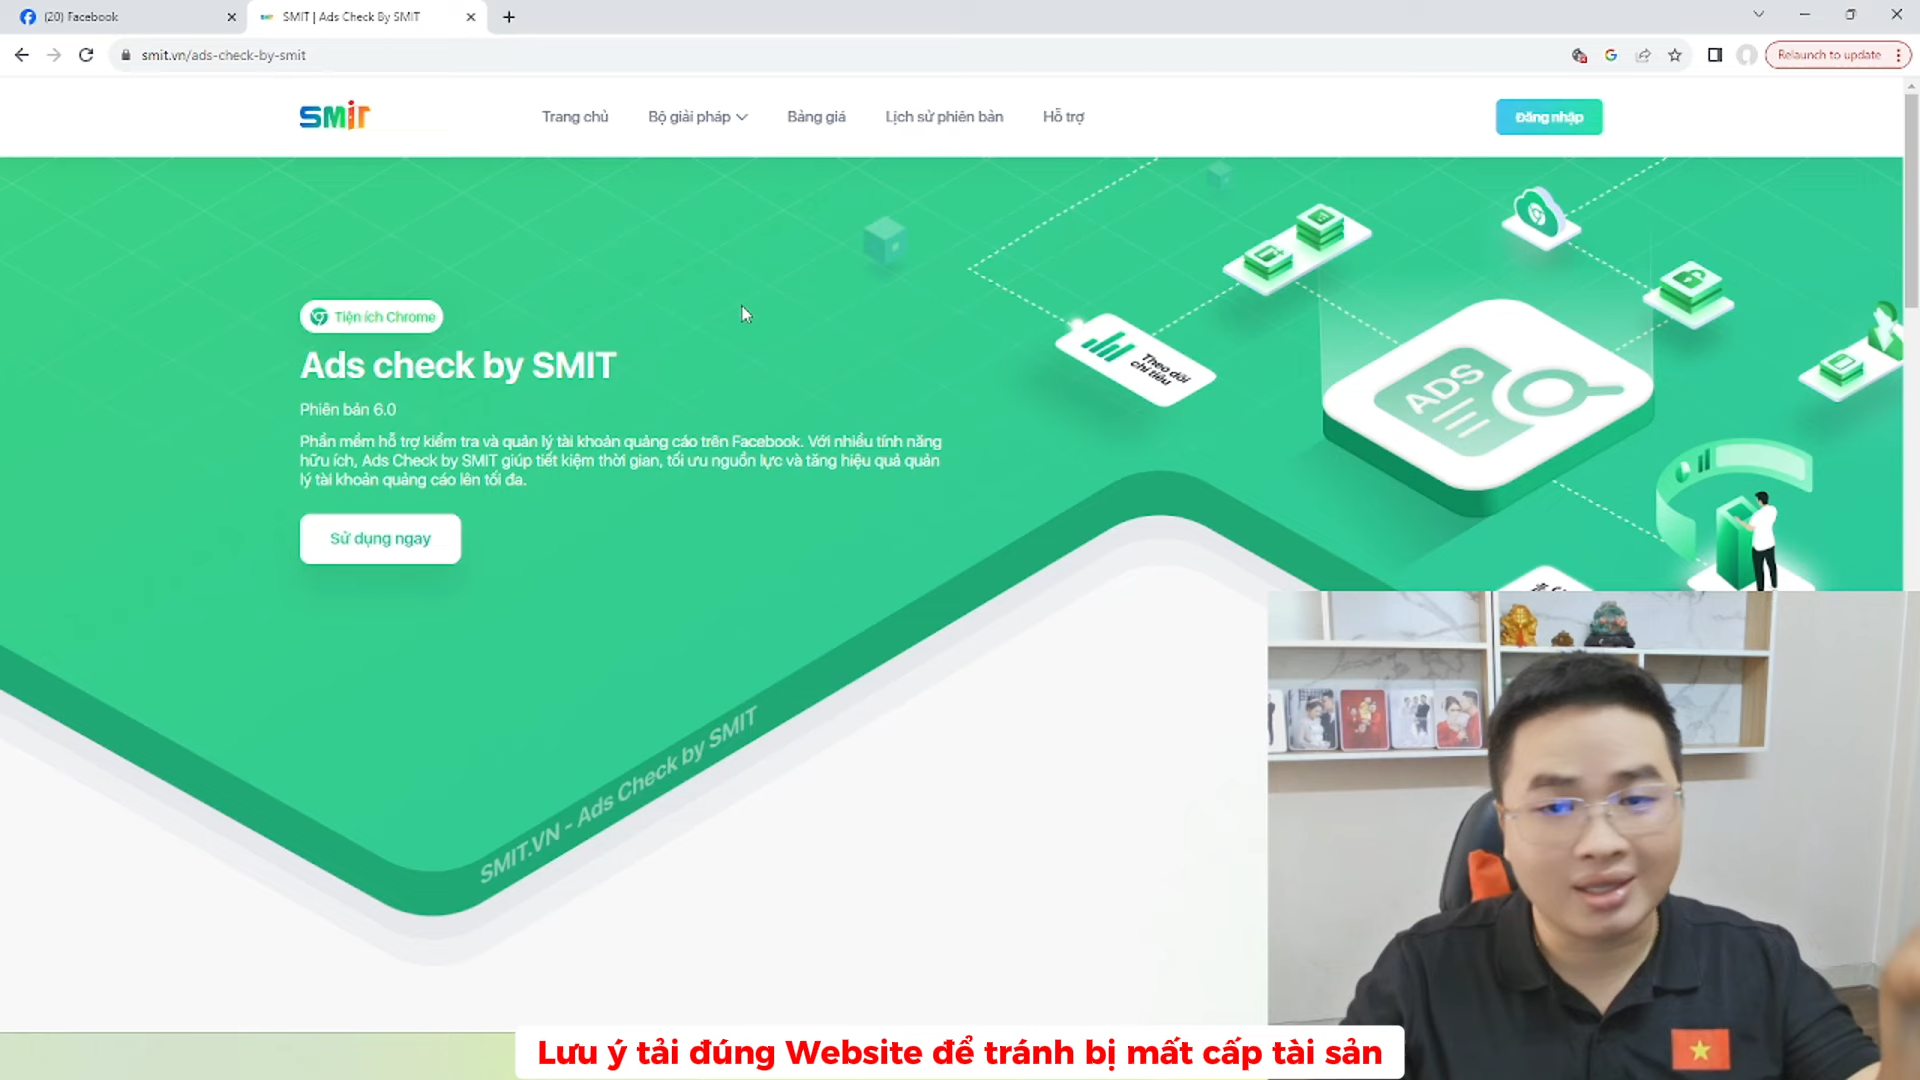 (20) Facebook
SMIT | Ads Check By SMIT
smit.vn/ads-check-by-smit
Relaunch to update
SMIT
Trang chủ
Bộ giải pháp
Bảng giá
Lịch sử phiên bản
Hỗ trợ
Đăng nhập
Tiện ích Chrome
Ads check by SMIT
Phiên bản 6.0
Phần mềm hỗ trợ kiểm tra và quản lý tài khoản quảng cáo trên Facebook. Với nhiều tính năng
hữu ích, Ads Check by SMIT giúp tiết kiệm thời gian, tối ưu nguồn lực và tăng hiệu quả quản
lý tài khoản quảng cáo lên tối đa.
Sử dụng ngay
Theo dõi
chi tiêu
ADS
SMIT.VN - Ads Check by SMIT
Lưu ý tải đúng Website để tránh bị mất cấp tài sản